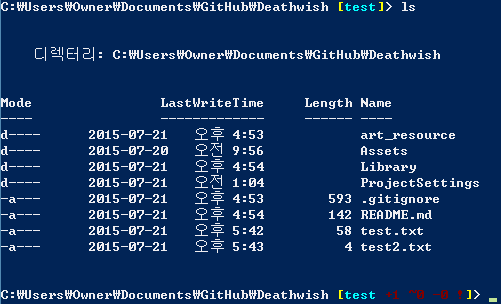 C:₩Users₩Owner₩Documents₩GitHub₩Deathwish [test]> ls
디렉터리: C:₩Users₩Owner₩Documents₩GitHub₩Deathwish
Mode LastWriteTime Length Name
---- ------------- ------ ----
d---- 2015-07-21 오후 4:53 art_resource
d---- 2015-07-20 오전 9:56 Assets
d---- 2015-07-21 오후 4:54 Library
d---- 2015-07-21 오전 1:04 ProjectSettings
-a--- 2015-07-21 오후 4:53 593 .gitignore
-a--- 2015-07-21 오후 4:54 142 README.md
-a--- 2015-07-21 오후 5:42 58 test.txt
-a--- 2015-07-21 오후 5:43 4 test2.txt
C:₩Users₩Owner₩Documents₩GitHub₩Deathwish [test +1 ~0 -0 !]>